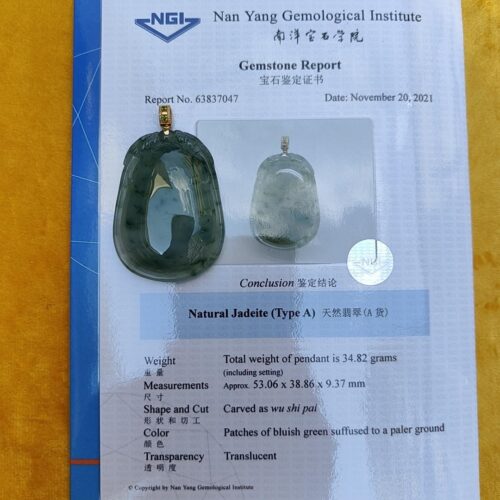 NGI Nan Yang Gemological Institute
南洋宝石学院
Gemstone Report
宝石鉴定证书
Report No. 63837047 Date: November 20, 2021
NGI
Conclusion 鉴定结论
Natural Jadeite (Type A) 天然翡翠(A 货)
Weight Total weight of pendant is 34.82 grams
重量 (including setting)
Measurements Approx. 53.06 x 38.86 x 9.37 mm
尺寸
Shape and Cut Carved as wu shi pai
形状和切工
Color Patches of bluish green suffused to a paler ground
颜色
Transparency Translucent
透明度
© Copyright by Nan Yang Gemological Institute